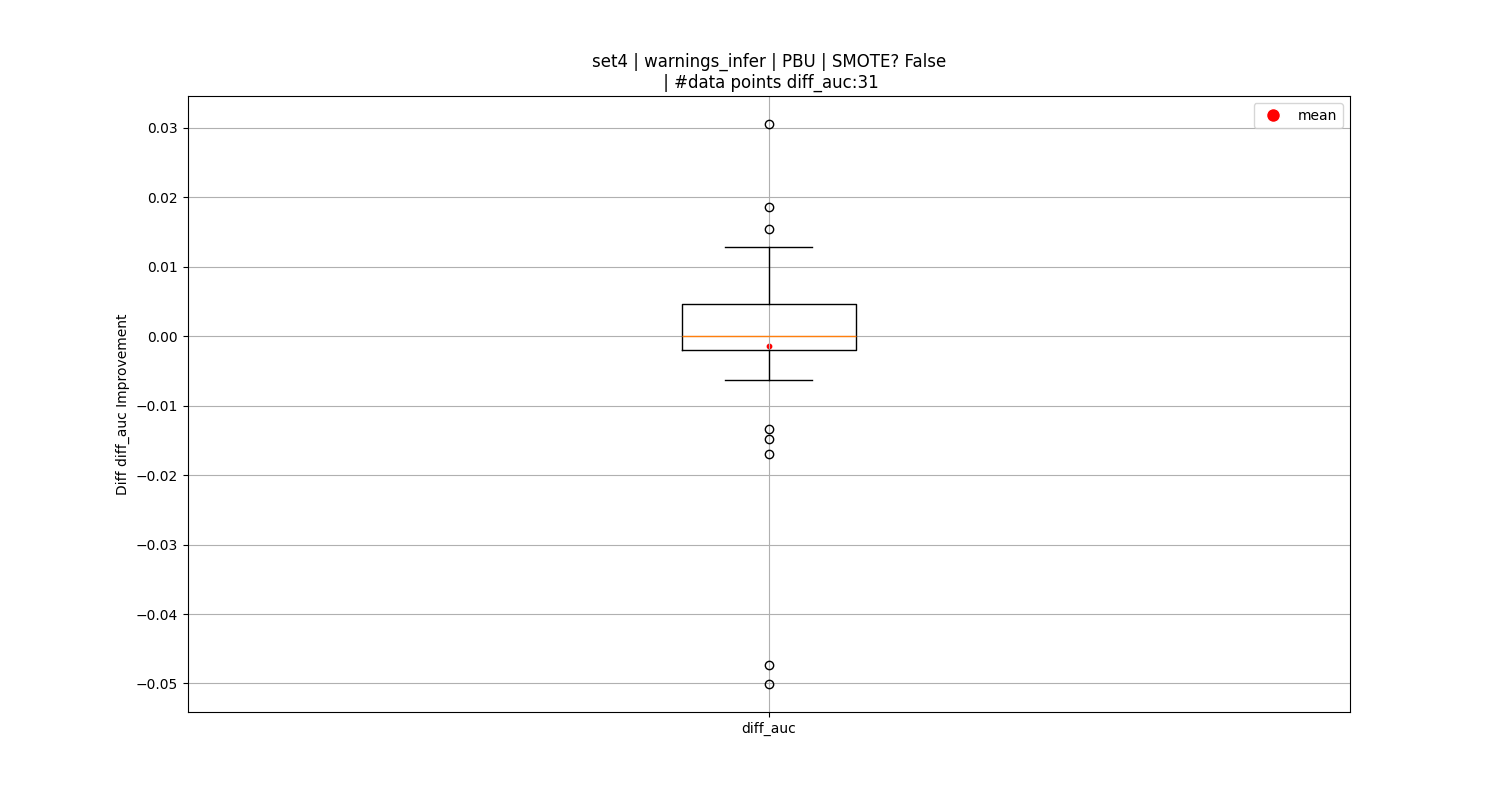 set4 | warnings_infer | PBU | SMOTE? False
| #data points diff_auc:31
mean
0.03
0.02
0.01
0.00
−0.01
−0.02
−0.03
−0.04
−0.05
Diff diff_auc Improvement
diff_auc